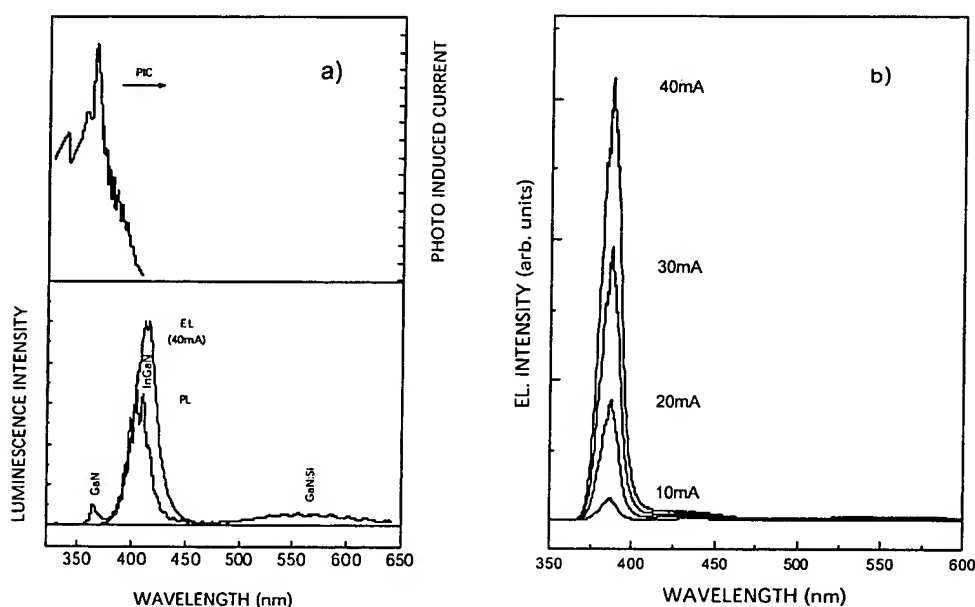 a)
PIC
PHOTO INDUCED CURRENT
LUMINESCENCE INTENSITY
EL
(40mA)
InGaN
PL
GaN
GaN:Si
350 400 450 500 550 600 650
WAVELENGTH (nm)
b)
40mA
30mA
20mA
10mA
EL. INTENSITY (arb. units)
350 400 450 500 550 600
WAVELENGTH (nm)